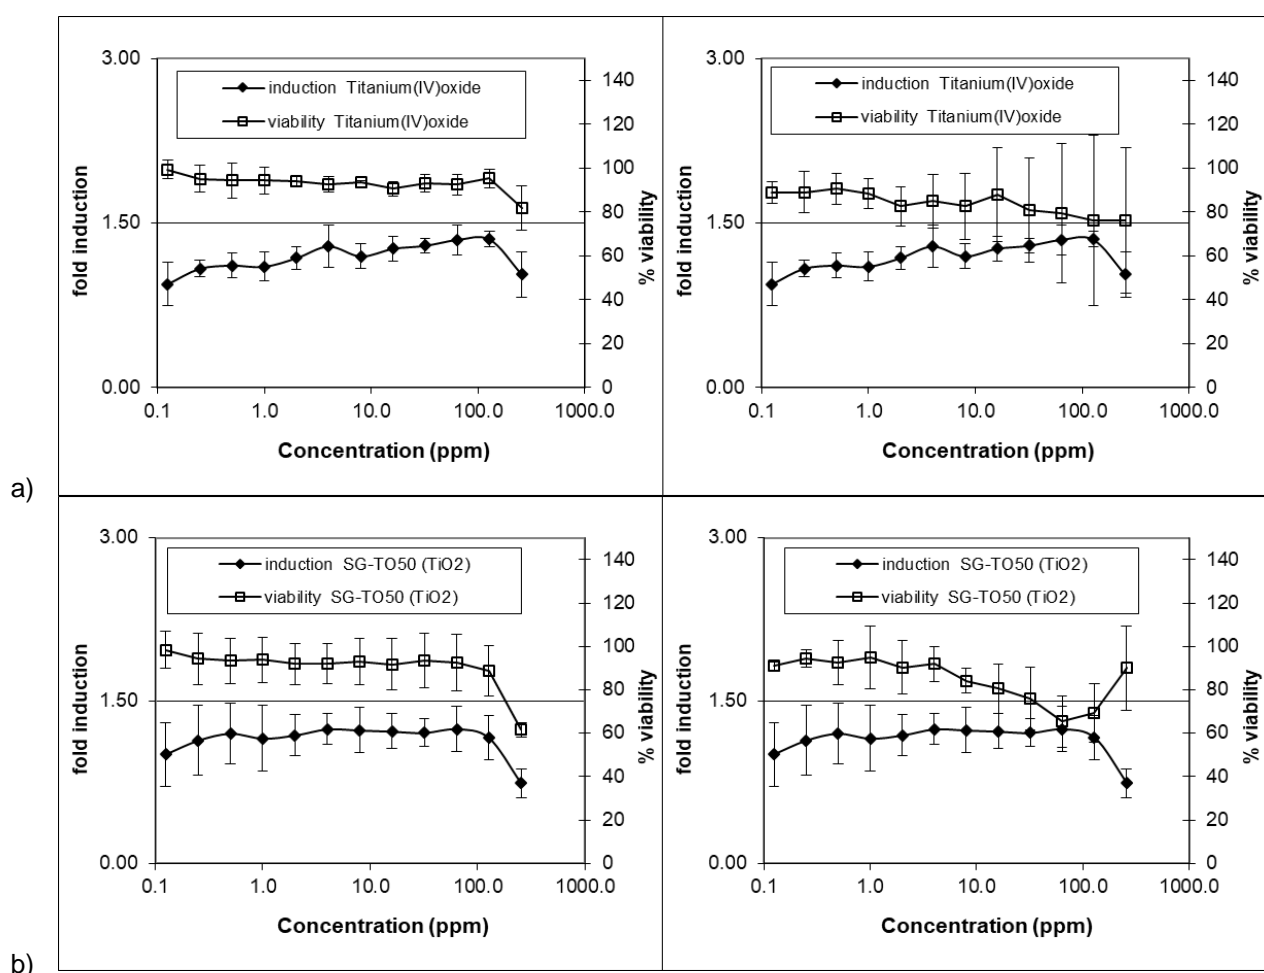 3.00
1.50
0.00
fold induction
induction Titanium(IV)oxide
viability Titanium(IV)oxide
140
120
100
80
60
40
20
0
% viability
0.1 1.0 10.0 100.0 1000.0
Concentration (ppm)
3.00
1.50
0.00
fold induction
induction Titanium(IV)oxide
viability Titanium(IV)oxide
140
120
100
80
60
40
20
0
% viability
0.1 1.0 10.0 100.0 1000.0
Concentration (ppm)
a)
3.00
1.50
0.00
fold induction
induction SG-TO50 (TiO2)
viability SG-TO50 (TiO2)
140
120
100
80
60
40
20
0
% viability
0.1 1.0 10.0 100.0 1000.0
Concentration (ppm)
3.00
1.50
0.00
fold induction
induction SG-TO50 (TiO2)
viability SG-TO50 (TiO2)
140
120
100
80
60
40
20
0
% viability
0.1 1.0 10.0 100.0 1000.0
Concentration (ppm)
b)